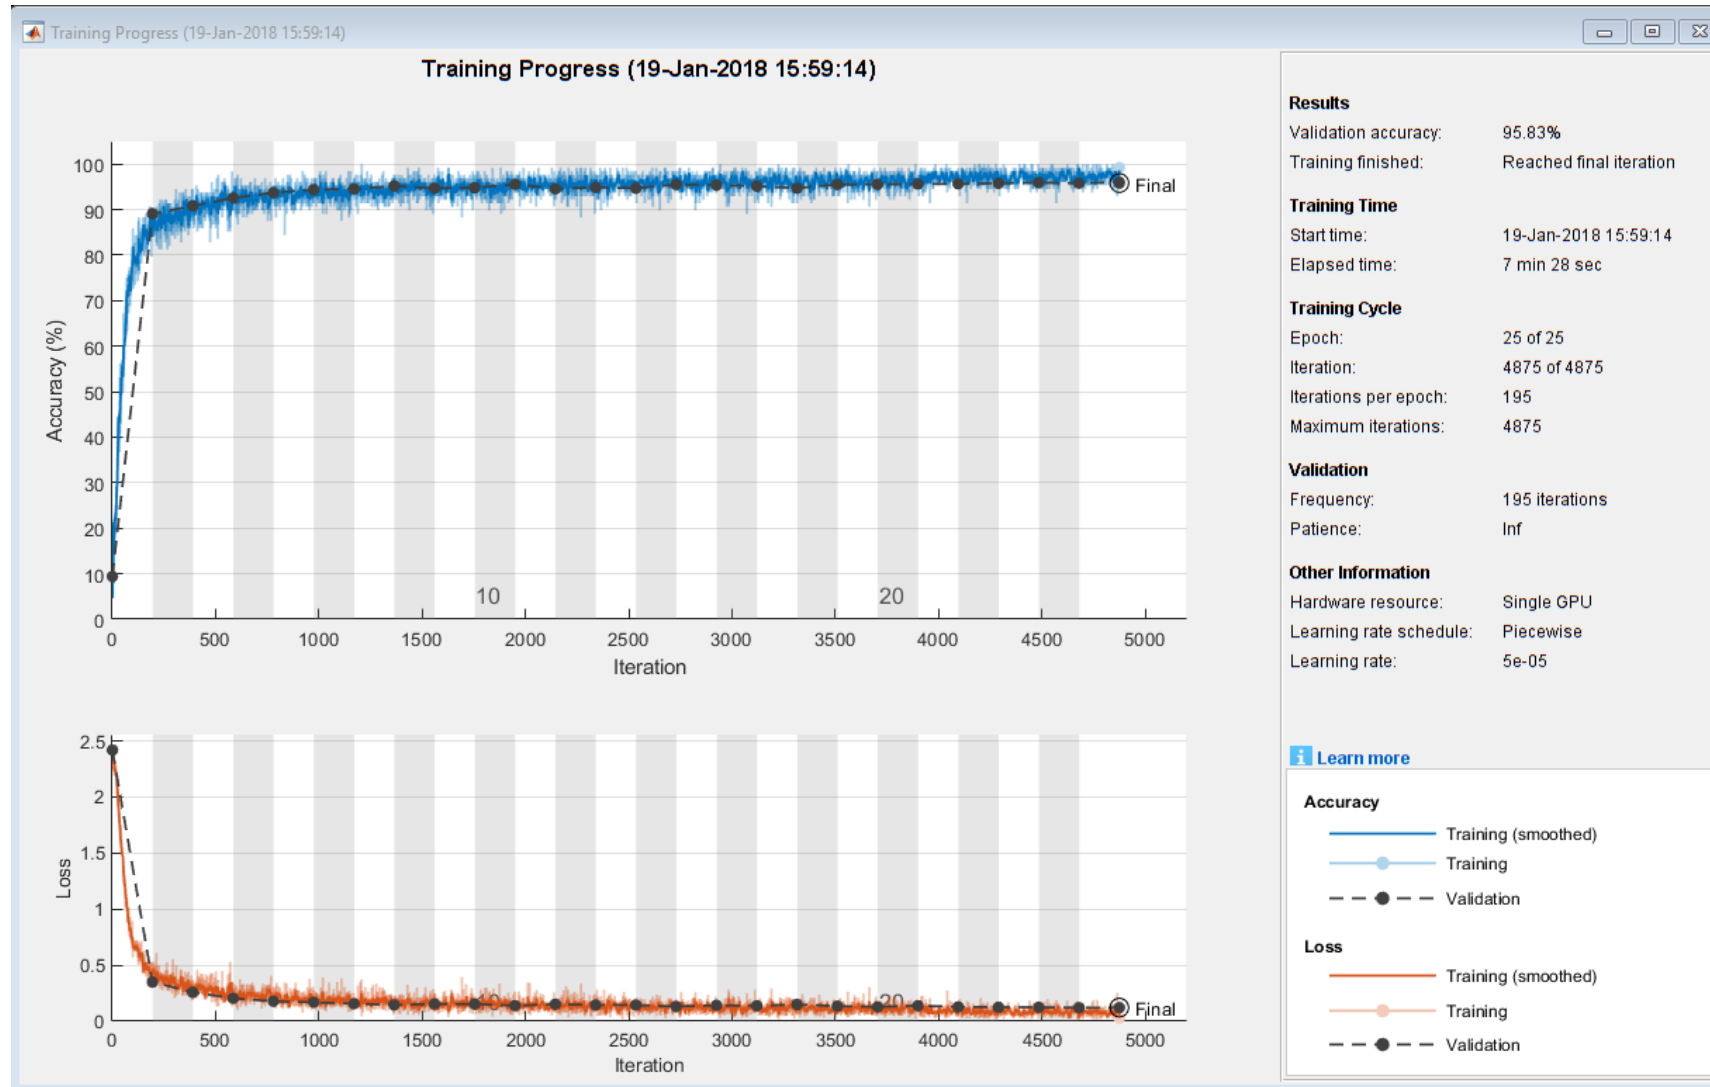 Training Progress (19-Jan-2018 15:59:14)
Training Progress (19-Jan-2018 15:59:14)
100
90
80
70
60
50
40
30
20
10
0
Accuracy (%)
10
20
Final
0 500 1000 1500 2000 2500 3000 3500 4000 4500 5000
Iteration
2.5
2
1.5
1
0.5
0
Loss
10
20
Final
0 500 1000 1500 2000 2500 3000 3500 4000 4500 5000
Iteration
Results
Validation accuracy: 95.83%
Training finished: Reached final iteration
Training Time
Start time: 19-Jan-2018 15:59:14
Elapsed time: 7 min 28 sec
Training Cycle
Epoch: 25 of 25
Iteration: 4875 of 4875
Iterations per epoch: 195
Maximum iterations: 4875
Validation
Frequency: 195 iterations
Patience: Inf
Other Information
Hardware resource: Single GPU
Learning rate schedule: Piecewise
Learning rate: 5e-05
i Learn more
Accuracy
Training (smoothed)
Training
Validation
Loss
Training (smoothed)
Training
Validation